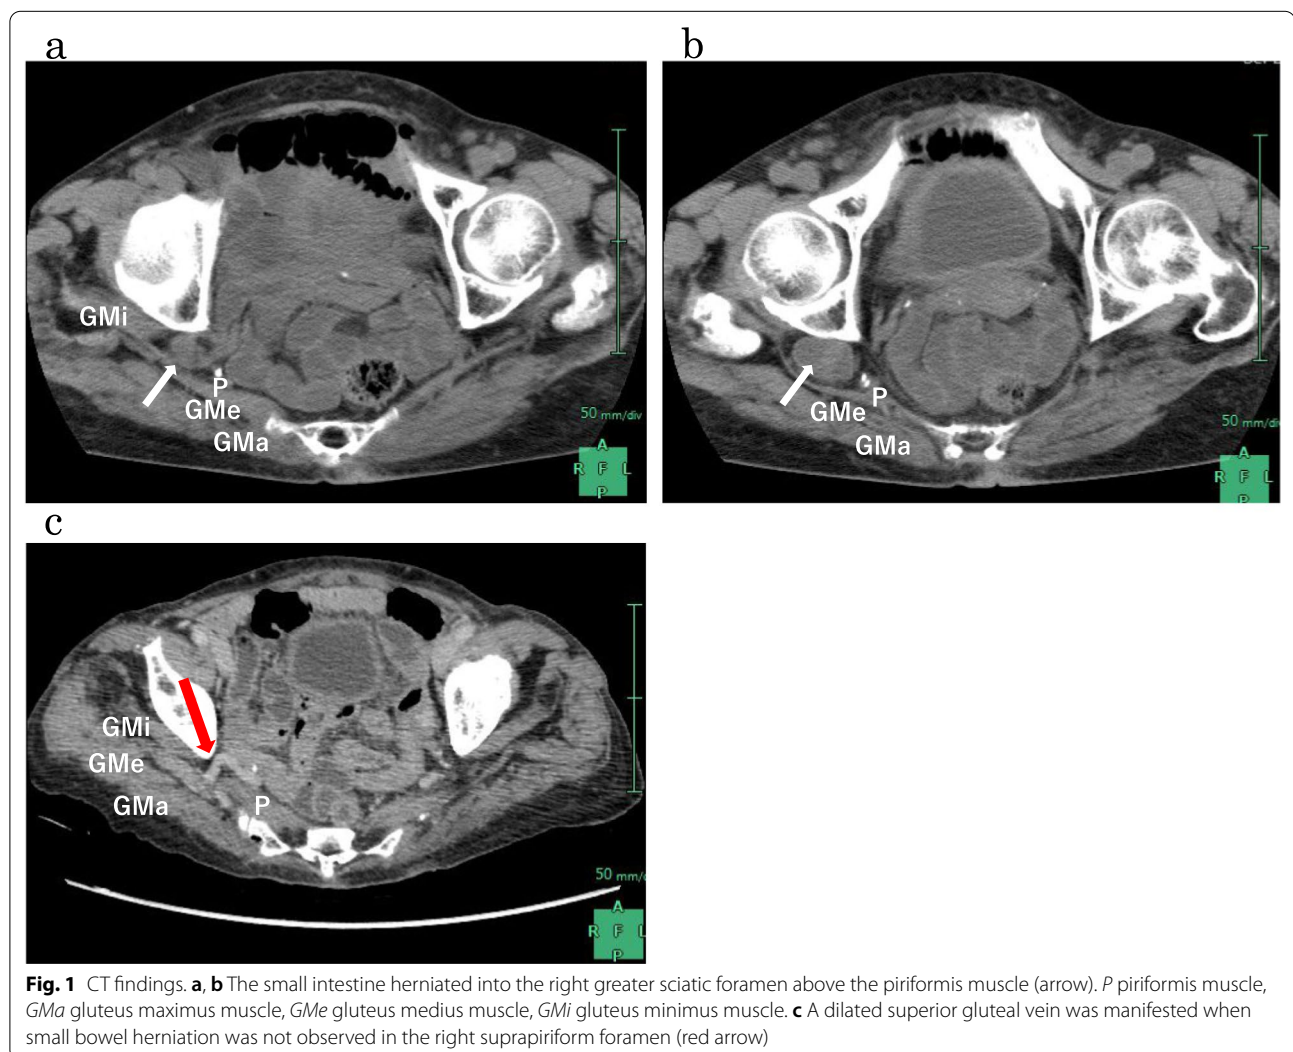 a
b
GMi
P
GMe
GMa
50 mm/div
A
R F L
P
P
GMe
GMa
50 mm/div
A
R F L
P
c
GMi
GMe
GMa
P
50 mm/d
A
R F L
P
Fig. 1 CT findings. a, b The small intestine herniated into the right greater sciatic foramen above the piriformis muscle (arrow). P piriformis muscle,
GMa gluteus maximus muscle, GMe gluteus medius muscle, GMi gluteus minimus muscle. c A dilated superior gluteal vein was manifested when
small bowel herniation was not observed in the right suprapiriform foramen (red arrow)